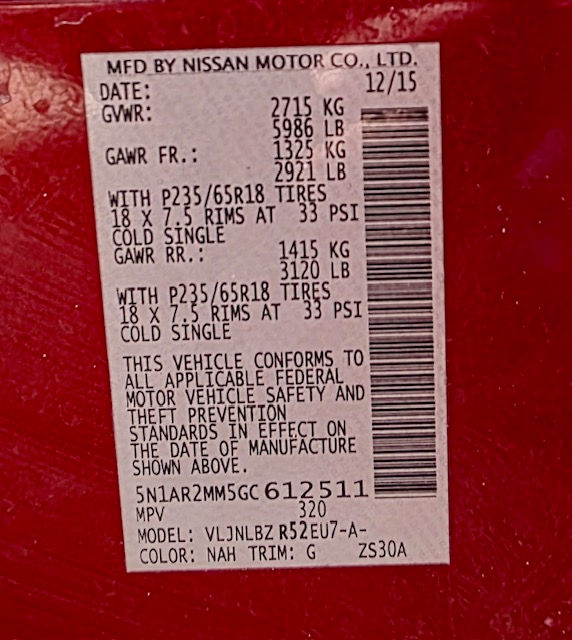 MFD BY NISSAN MOTOR CO., LTD.
DATE: 12/15
GVWR: 2715 KG
5986 LB
GAWR FR.: 1325 KG
2921 LB
WITH P235/65R18 TIRES
18 X 7.5 RIMS AT 33 PSI
COLD SINGLE
GAWR RR.: 1415 KG
3120 LB
WITH P235/65R18 TIRES
18 X 7.5 RIMS AT 33 PSI
COLD SINGLE
THIS VEHICLE CONFORMS TO
ALL APPLICABLE FEDERAL
MOTOR VEHICLE SAFETY AND
THEFT PREVENTION
STANDARDS IN EFFECT ON
THE DATE OF MANUFACTURE
SHOWN ABOVE.
5N1AR2MM5GC612511
MPV 320
MODEL: VLJNLBZ R52EU7-A-
COLOR: NAH TRIM: G ZS30A